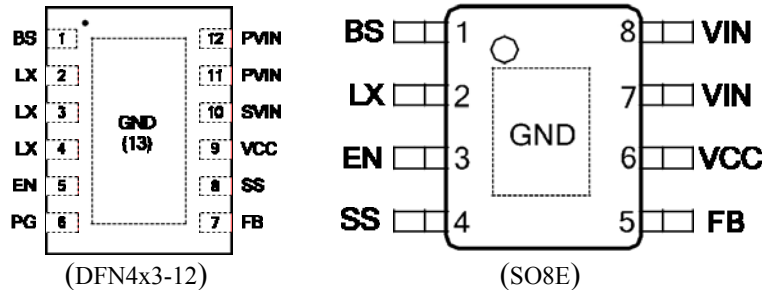 BS 1 12 PVIN
LX 2 11 PVIN
LX 3 10 SVIN
GND
(13)
LX 4 9 VCC
EN 5 8 SS
PG 6 7 FB
(DFN4x3-12)
BS 1 8 VIN
LX 2 7 VIN
GND
EN 3 6 VCC
SS 4 5 FB
(SO8E)